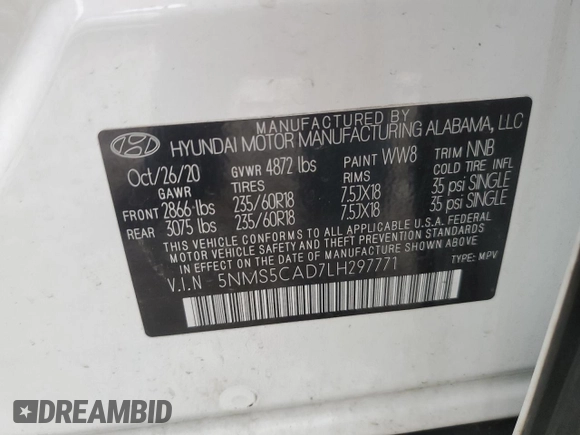 MANUFACTURED BY
HYUNDAI MOTOR MANUFACTURING ALABAMA, LLC
Oct/26/20 GVWR 4872 lbs PAINT WW8 TRIM NNB
GAWR TIRES RIMS COLD TIRE INFL
FRONT 2866 lbs 235/60R18 7.5JX18 35 psi SINGLE
REAR 3075 lbs 235/60R18 7.5JX18 35 psi SINGLE
THIS VEHICLE CONFORMS TO ALL APPLICABLE U.S.A. FEDERAL
MOTOR VEHICLE SAFETY, BUMPER, AND THEFT PREVENTION
STANDARDS IN EFFECT ON THE DATE OF MANUFACTURE SHOWN ABOVE.
V.I.N 5NMS5CAD7LH297771 TYPE: MPV
DREAMBID